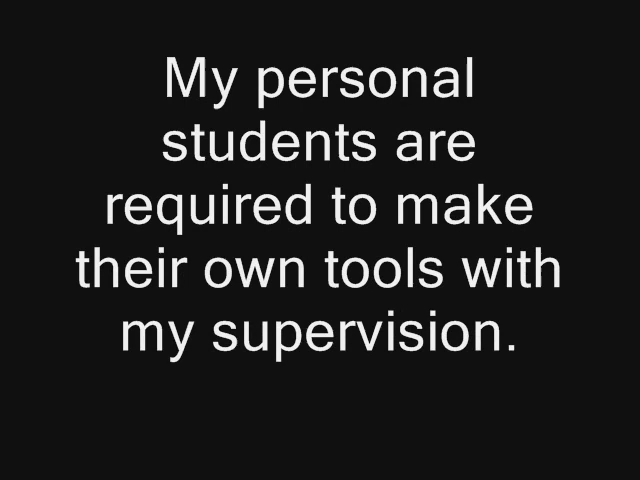 My personal
students are
required to make
their own tools with
my supervision.